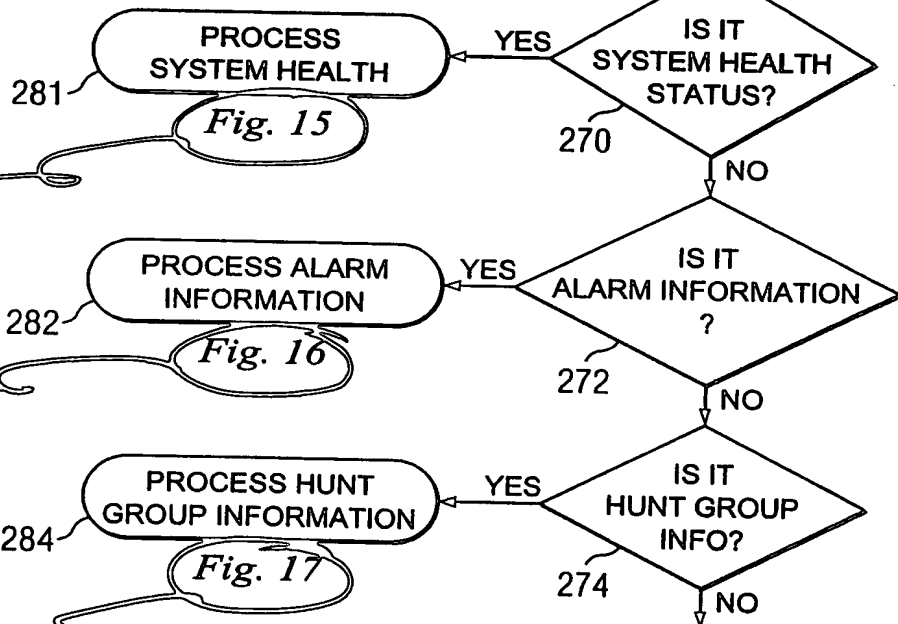 PROCESS
SYSTEM HEALTH
281
Fig. 15
YES
IS IT
SYSTEM HEALTH
STATUS?
270
NO
PROCESS ALARM
INFORMATION
282
Fig. 16
YES
IS IT
ALARM INFORMATION
?
272
NO
PROCESS HUNT
GROUP INFORMATION
284
Fig. 17
YES
IS IT
HUNT GROUP
INFO?
274
NO